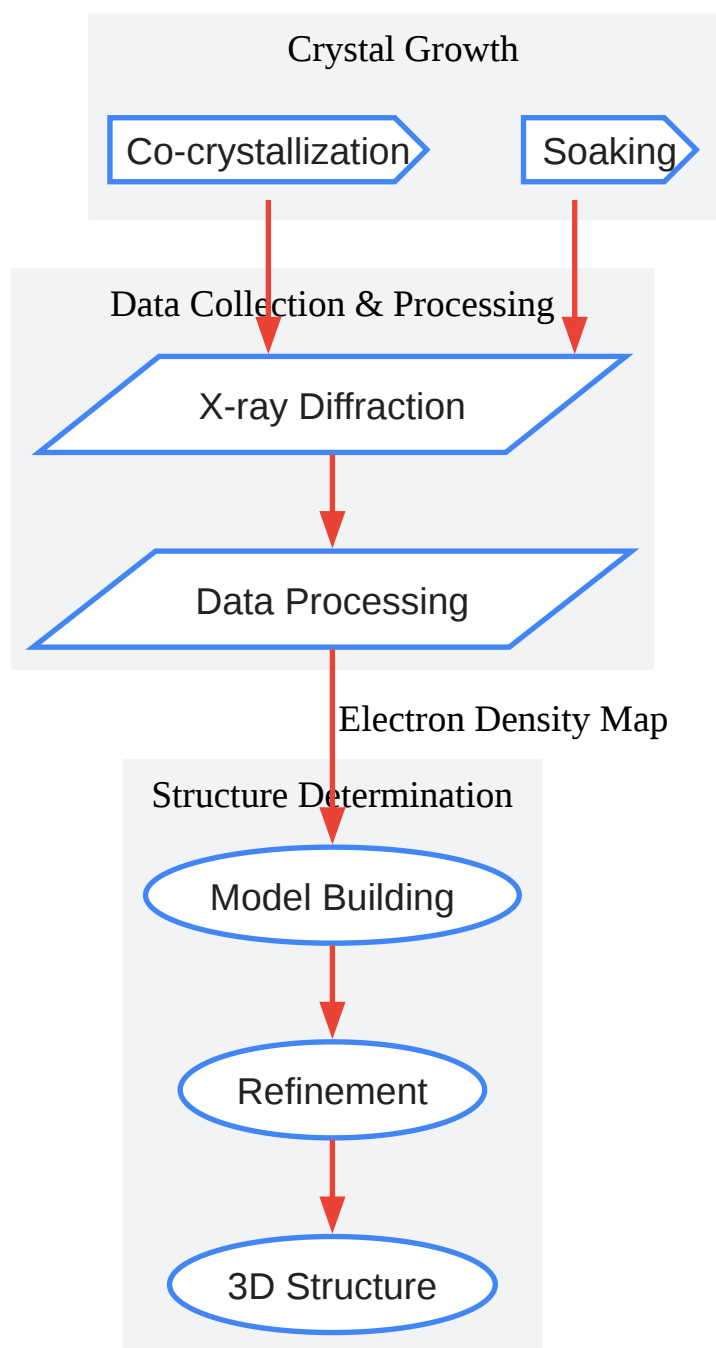 Crystal Growth
Co-crystallization
Soaking
Data Collection & Processing
X-ray Diffraction
Data Processing
Electron Density Map
Structure Determination
Model Building
Refinement
3D Structure